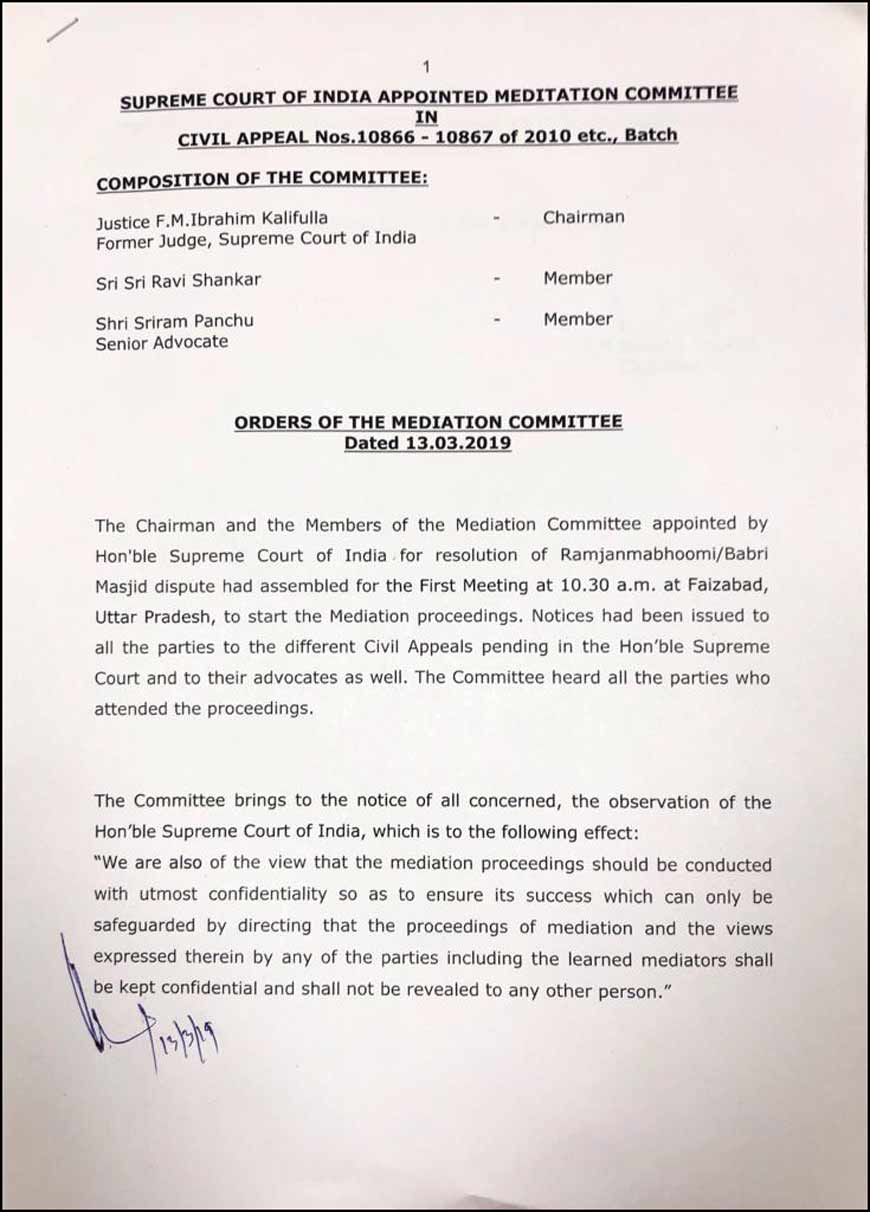 1
SUPREME COURT OF INDIA APPOINTED MEDITATION COMMITTEE
IN
CIVIL APPEAL Nos.10866 - 10867 of 2010 etc., Batch
COMPOSITION OF THE COMMITTEE:
Justice F.M.Ibrahim Kalifulla - Chairman
Former Judge, Supreme Court of India
Sri Sri Ravi Shankar - Member
Shri Sriram Panchu - Member
Senior Advocate
ORDERS OF THE MEDIATION COMMITTEE
Dated 13.03.2019
The Chairman and the Members of the Mediation Committee appointed by
Hon'ble Supreme Court of India for resolution of Ramjanmabhoomi/Babri
Masjid dispute had assembled for the First Meeting at 10.30 a.m. at Faizabad,
Uttar Pradesh, to start the Mediation proceedings. Notices had been issued to
all the parties to the different Civil Appeals pending in the Hon'ble Supreme
Court and to their advocates as well. The Committee heard all the parties who
attended the proceedings.
The Committee brings to the notice of all concerned, the observation of the
Hon'ble Supreme Court of India, which is to the following effect:
"We are also of the view that the mediation proceedings should be conducted
with utmost confidentiality so as to ensure its success which can only be
safeguarded by directing that the proceedings of mediation and the views
expressed therein by any of the parties including the learned mediators shall
be kept confidential and shall not be revealed to any other person."
13/3/19